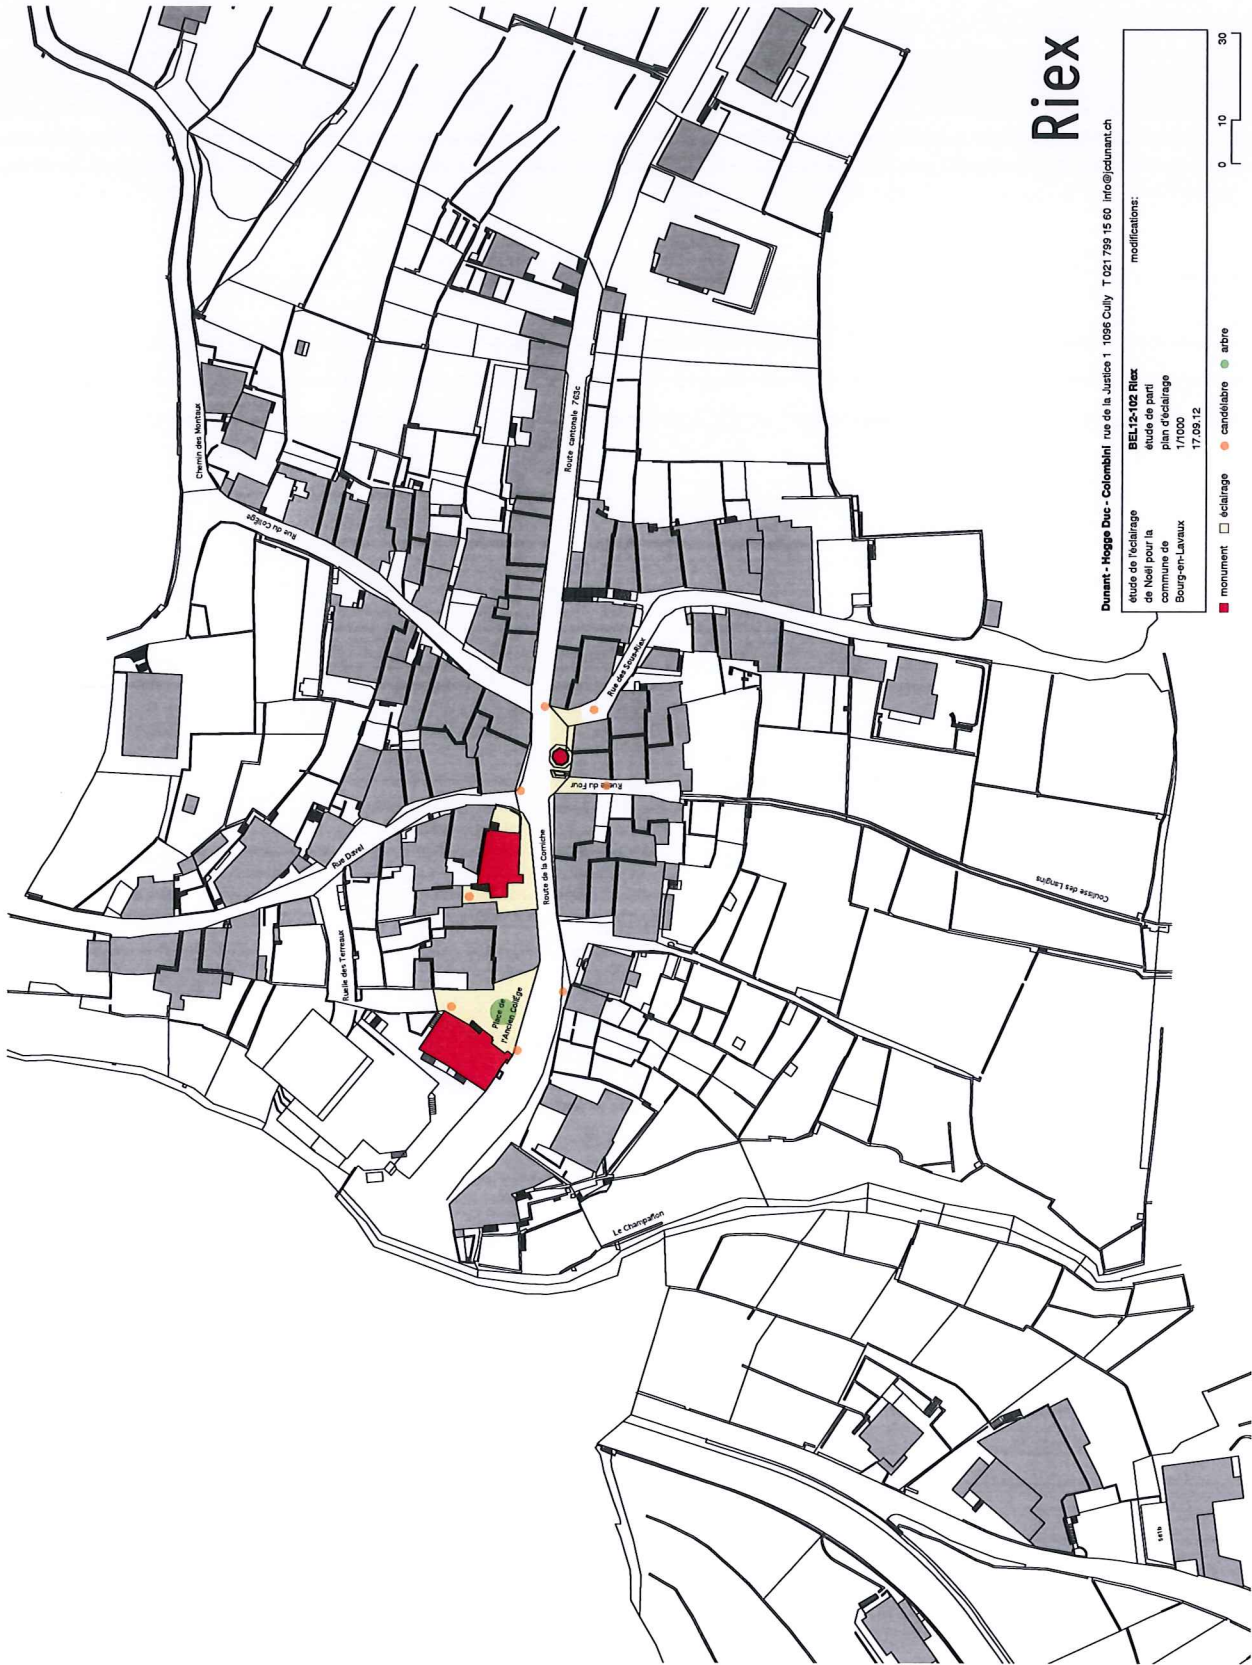 Riex
Dunant - Hogge Duc - Colombini rue de la Justice 1 1096 Cully T 021 799 15 60 info@jcdunant.ch
étude de l'éclairage
de Noël pour la
commune de
Bourg-en-Lavaux
BEL12-102 Riex
étude de parti
plan d'éclairage
1/1000
17.09.12
modifications:
monument éclairage candélabre arbre
0 10 30
Chemin des Montaux
Rue du Collège
Route cantonale 763c
Rue des Sous-Riex
Ruelle du Four
Rue Davel
Route de la Corniche
Ruelle des Terreaux
Place de
l'Ancien Collège
Coulisse des Langins
Le Champaflon